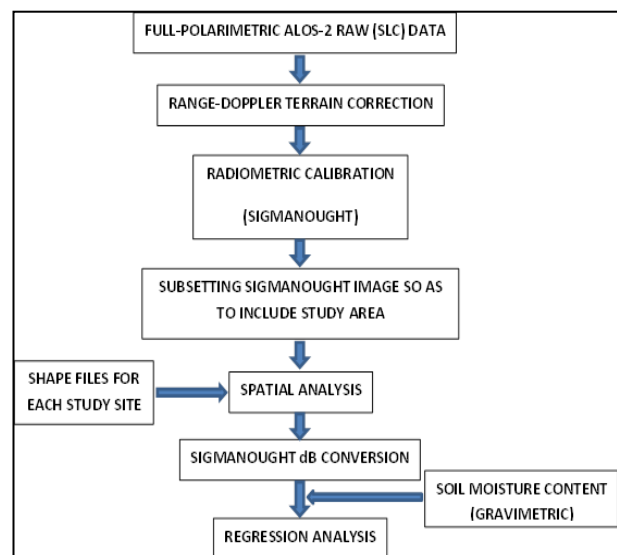 FULL-POLARIMETRIC ALOS-2 RAW (SLC) DATA
RANGE-DOPPLER TERRAIN CORRECTION
RADIOMETRIC CALIBRATION
(SIGMANOUGHT)
SUBSETTING SIGMANOUGHT IMAGE SO AS
TO INCLUDE STUDY AREA
SHAPE FILES FOR
EACH STUDY SITE
SPATIAL ANALYSIS
SIGMANOUGHT dB CONVERSION
SOIL MOISTURE CONTENT
(GRAVIMETRIC)
REGRESSION ANALYSIS